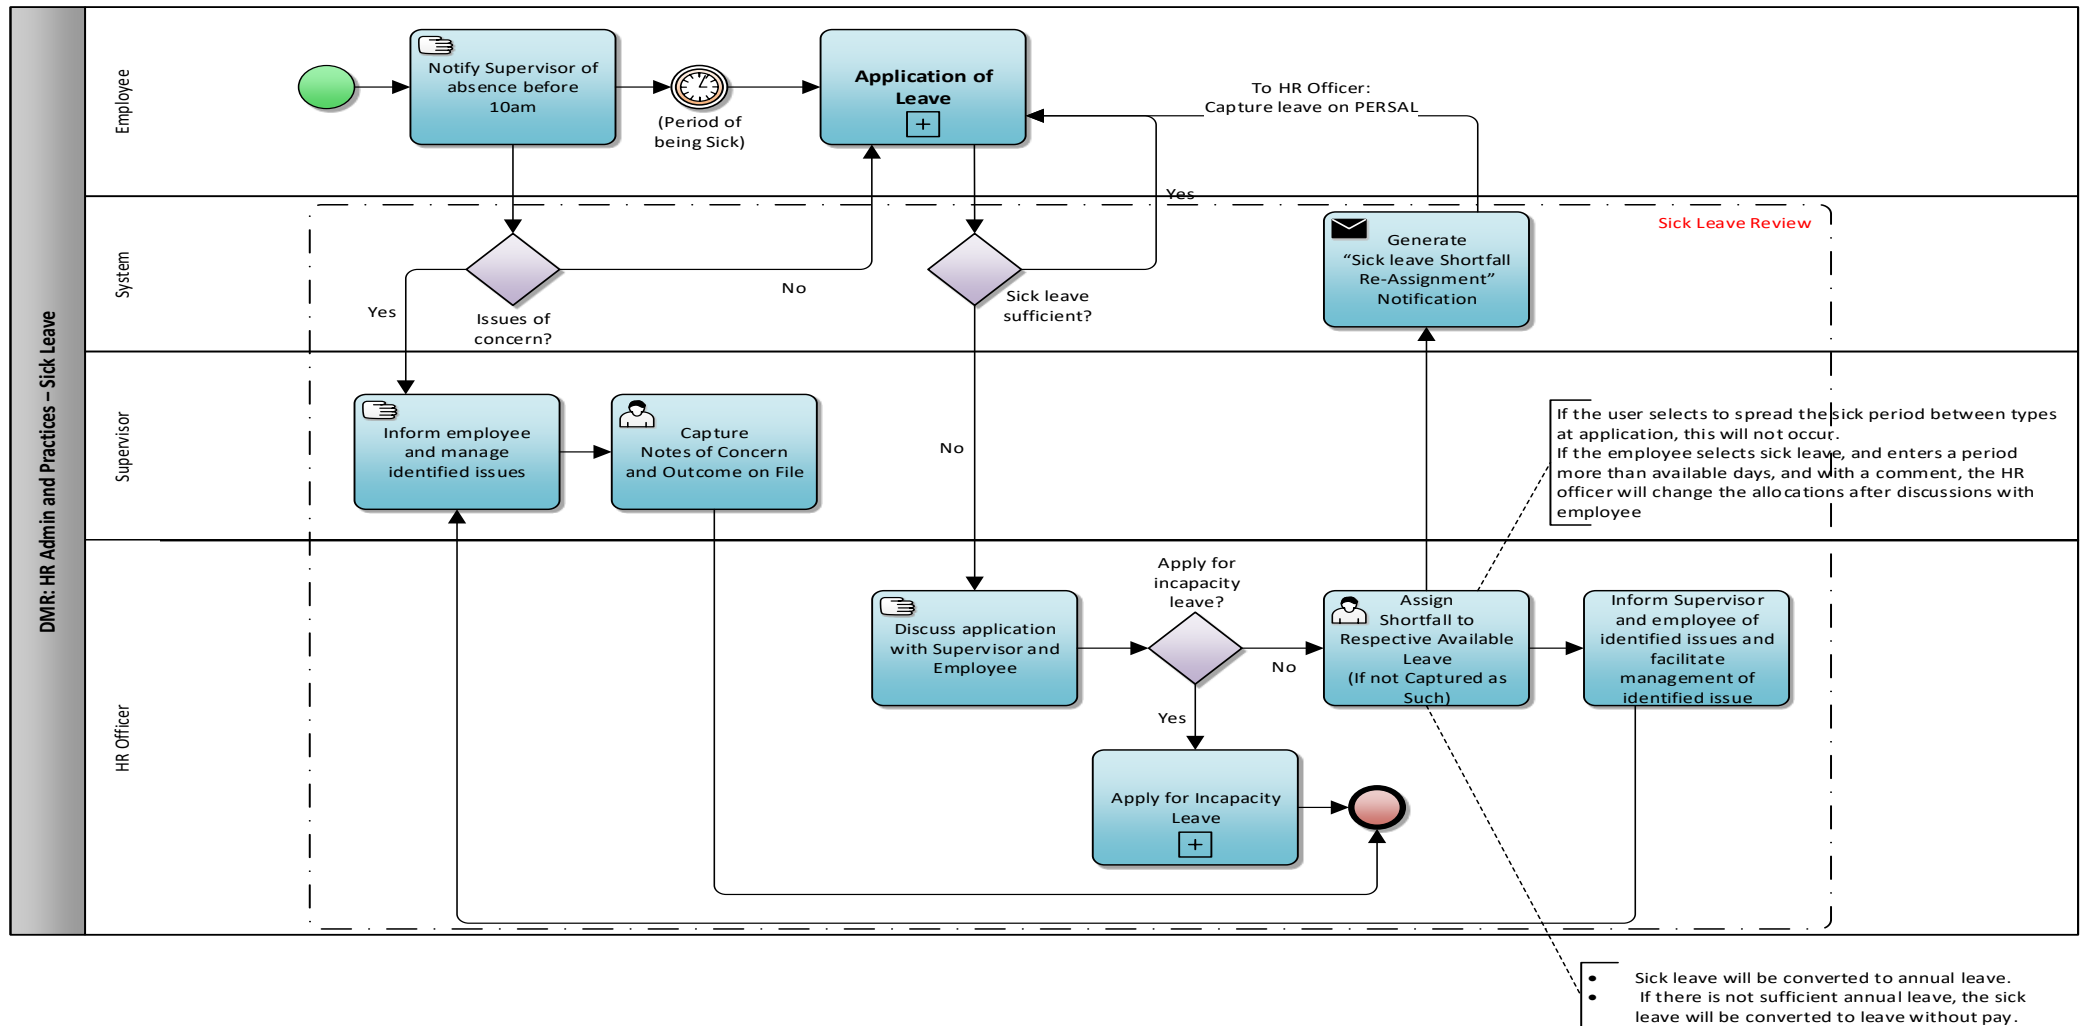 DMR: HR Admin and Practices – Sick Leave
Employee
Notify Supervisor of
absence before
10am
(Period of
being Sick)
Application of
Leave
To HR Officer:
Capture leave on PERSAL
Yes
System
Sick Leave Review
Issues of
concern?
Yes
No
Sick leave
sufficient?
Generate
“Sick leave Shortfall
Re-Assignment”
Notification
Supervisor
Inform employee
and manage
identified issues
Capture
Notes of Concern
and Outcome on File
No
If the user selects to spread the sick period between types
at application, this will not occur.
If the employee selects sick leave, and enters a period
more than available days, and with a comment, the HR
officer will change the allocations after discussions with
employee
HR Officer
Discuss application
with Supervisor and
Employee
Apply for
incapacity
leave?
No
Yes
Assign
Shortfall to
Respective Available
Leave
(If not Captured as
Such)
Inform Supervisor
and employee of
identified issues and
facilitate
management of
identified issue
Apply for Incapacity
Leave
• Sick leave will be converted to annual leave.
• If there is not sufficient annual leave, the sick
leave will be converted to leave without pay.